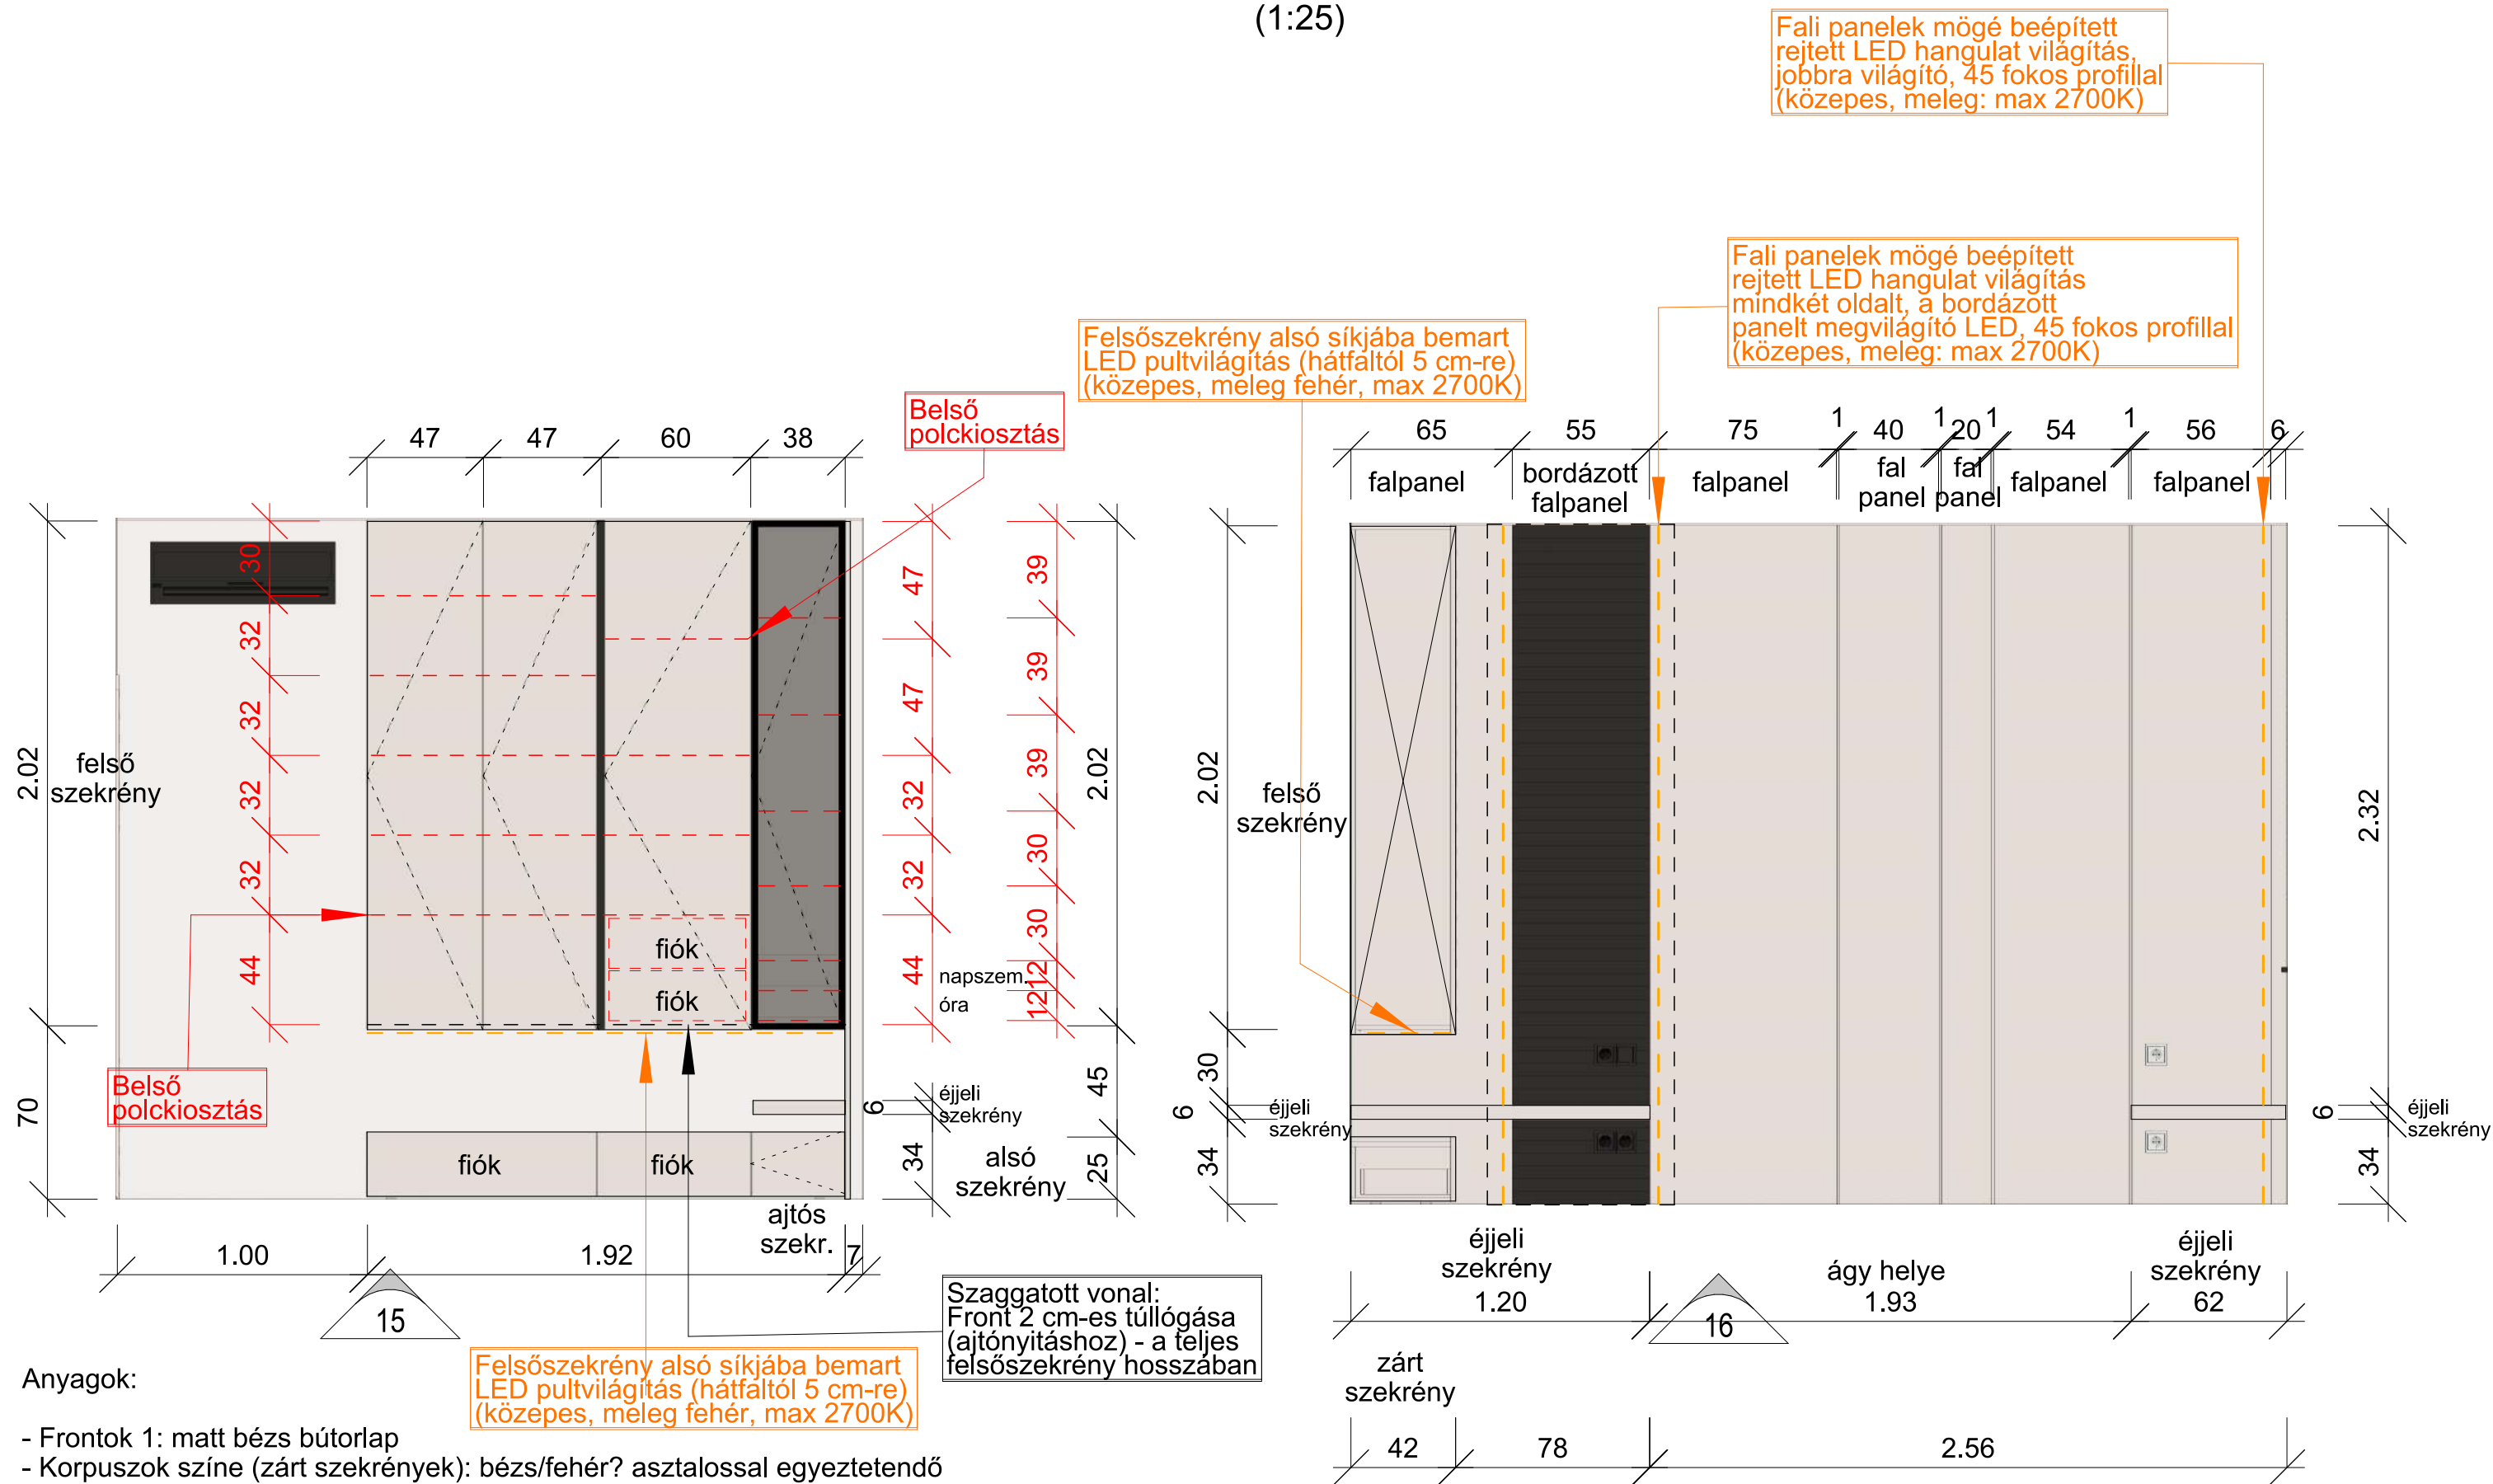 (1:25)
Fali panelek mögé beépített
rejtett LED hangulat világítás,
jobbra világító, 45 fokos profillal
(közepes, meleg: max 2700K)
Fali panelek mögé beépített
rejtett LED hangulat világítás
mindkét oldalt, a bordázott
panelt megvilágító LED, 45 fokos profillal
(közepes, meleg: max 2700K)
Felsőszekrény alsó síkjába bemart
LED pultvilágítás (hátfaltól 5 cm-re)
(közepes, meleg fehér, max 2700K)
Belső
polckiosztás
47 47 60 38
65 55 75 1 40 1 20 1 54 1 56 6
falpanel
bordázott
falpanel
falpanel
fal
panel
fal
panel
falpanel
falpanel
2.02
70
felső
szekrény
30
32
32
32
32
44
47
47
32
32
44
39
39
39
30
30
12
12
napszem.
óra
2.02
45
25
fiók
fiók
Belső
polckiosztás
6
34
éjjeli
szekrény
alsó
szekrény
fiók
fiók
ajtós
szekr.
1.00 1.92 7
15
2.02
30
6
34
felső
szekrény
éjjeli
szekrény
2.32
6
34
éjjeli
szekrény
éjjeli
szekrény
1.20
ágy helye
1.93
éjjeli
szekrény
62
16
zárt
szekrény
42 78 2.56
Szaggatott vonal:
Front 2 cm-es túllógása
(ajtónyitáshoz) - a teljes
felsőszekrény hosszában
Felsőszekrény alsó síkjába bemart
LED pultvilágítás (hátfaltól 5 cm-re)
(közepes, meleg fehér, max 2700K)
Anyagok:
- Frontok 1: matt bézs bútorlap
- Korpuszok színe (zárt szekrények): bézs/fehér? asztalossal egyeztetendő